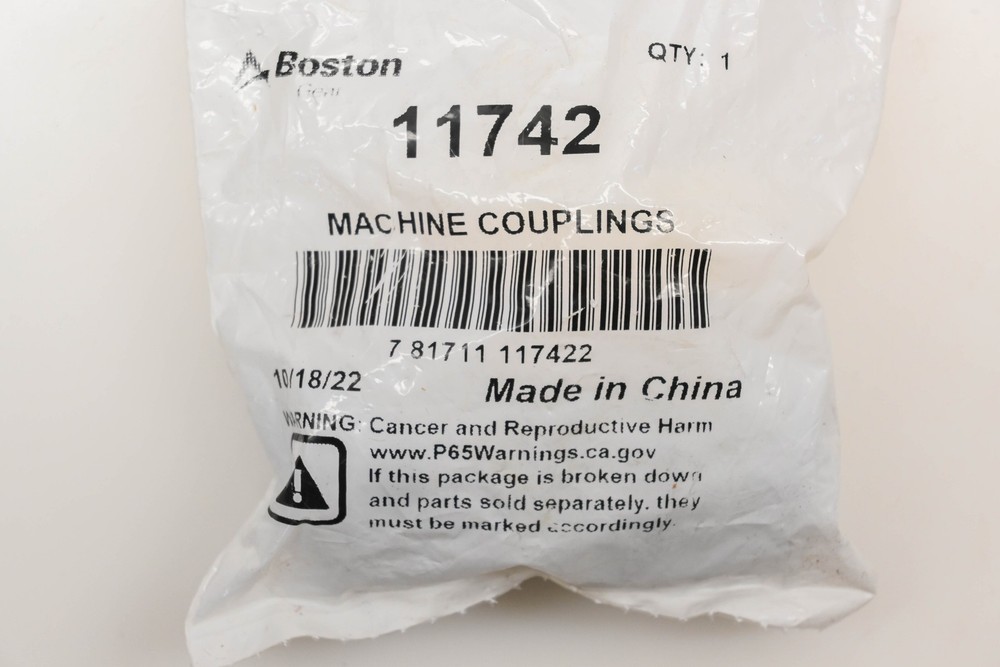 Boston
Gear
QTY: 1
11742
MACHINE COUPLINGS
7 81711 117422
10/18/22
Made in China
WARNING: Cancer and Reproductive Harm
www.P65Warnings.ca.gov
If this package is broken down
and parts sold separately, they
must be marked accordingly.